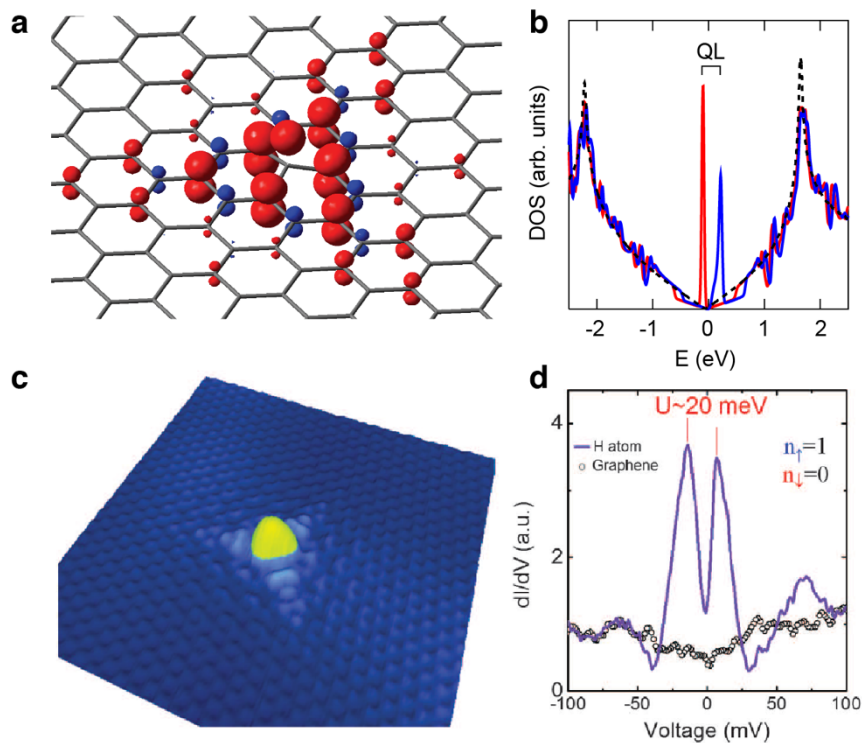 a
b
QL
DOS (arb. units)
-2 -1 0 1 2
E (eV)
c
d
U~20 meV
4
2
0
H atom
Graphene
n↑=1
n↓=0
dI/dV (a.u.)
-100 -50 0 50 100
Voltage (mV)